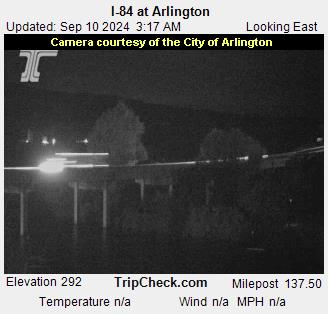 I-84 at Arlington
Updated: Sep 10 2024 3:17 AM Looking East
Camera courtesy of the City of Arlington
Elevation 292 TripCheck.com Milepost 137.50
Temperature n/a Wind n/a MPH n/a